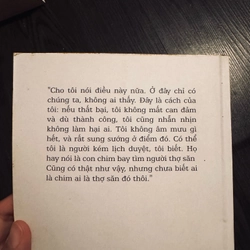 "Cho tôi nói điều này nữa. Ở đây chỉ có
chúng ta, không ai thấy. Đây là cách của
tôi: nếu thất bại, tôi không mất can đảm
và dù thành công, tôi cũng nhẫn nhịn
không làm hại ai. Tôi không âm mưu gì
hết, và rất sung sướng ở điểm đó. Có thể
tôi là người kém lịch duyệt, tôi biết. Họ
hay nói là con chim bay tìm người thợ săn
Cũng có thật như vậy, nhưng chưa biết ai
là chim ai là thợ săn đó thôi."